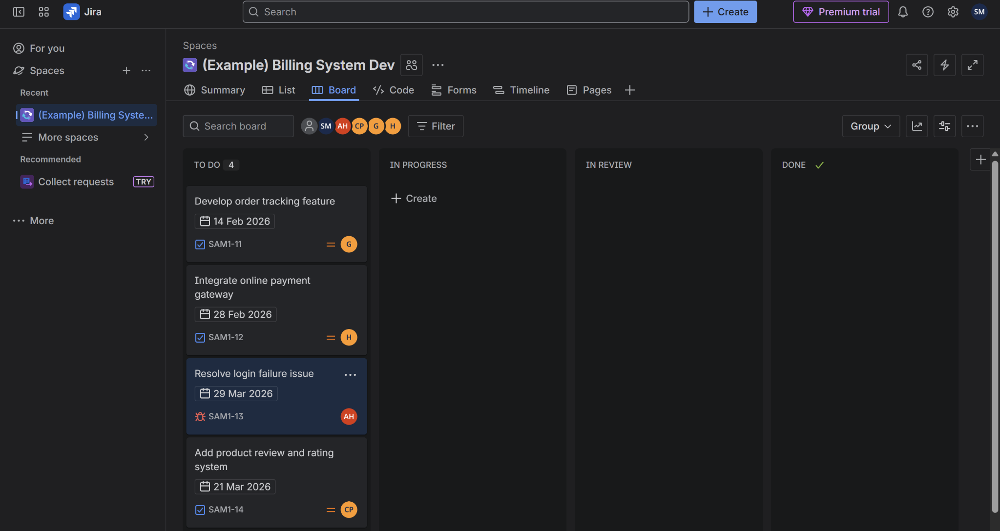 Jira
Search
Create
Premium trial
SM
For you
Spaces
Recent
(Example) Billing Syste...
More spaces
Recommended
Collect requests TRY
More
Spaces
(Example) Billing System Dev
Summary
List
Board
Code
Forms
Timeline
Pages
Search board
SM
AH
CP
G
H
Filter
Group
TO DO 4
Develop order tracking feature
14 Feb 2026
SAM1-11
G
Integrate online payment
gateway
28 Feb 2026
SAM1-12
H
Resolve login failure issue
29 Mar 2026
SAM1-13
AH
Add product review and rating
system
21 Mar 2026
SAM1-14
CP
IN PROGRESS
Create
IN REVIEW
DONE